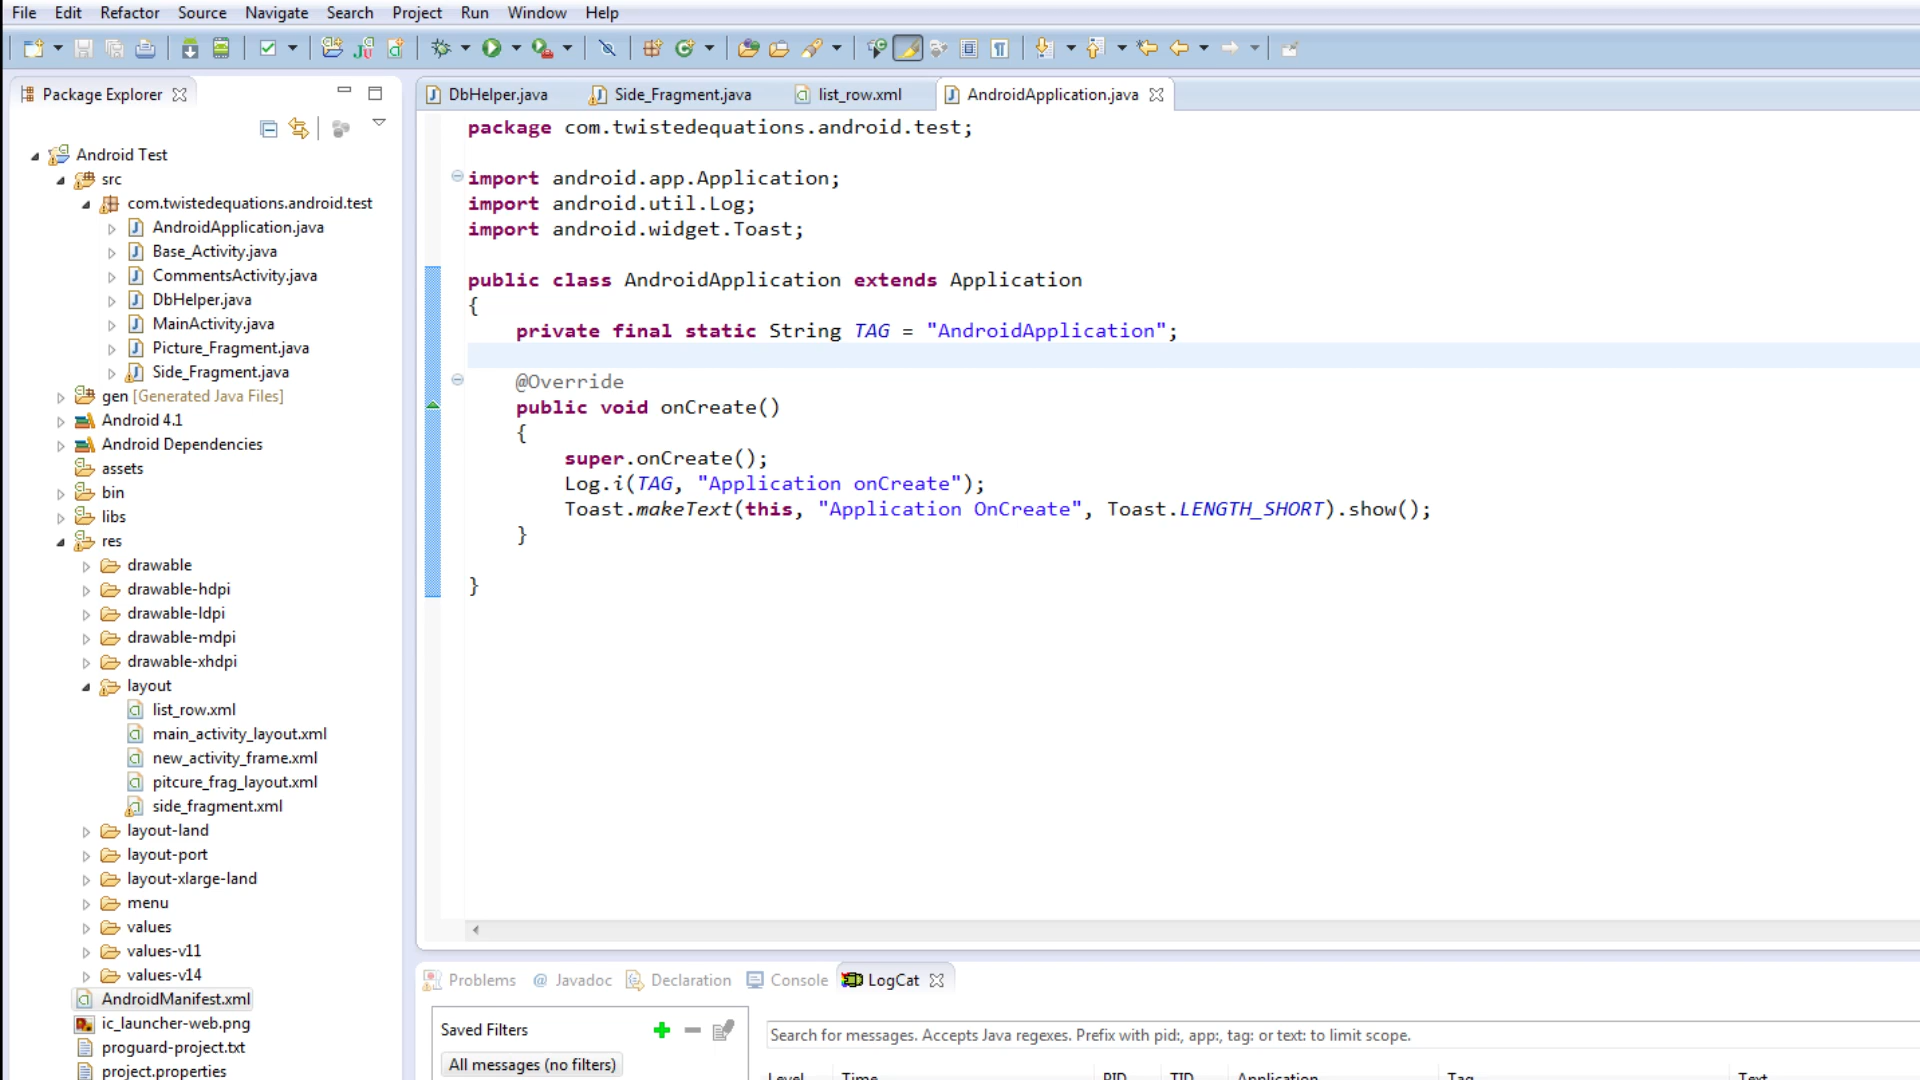 File Edit Refactor Source Navigate Search Project Run Window Help
Package Explorer
DbHelper.java Side_Fragment.java list_row.xml AndroidApplication.java
Android Test
src
com.twistedequations.android.test
AndroidApplication.java
Base_Activity.java
CommentsActivity.java
DbHelper.java
MainActivity.java
Picture_Fragment.java
Side_Fragment.java
gen [Generated Java Files]
Android 4.1
Android Dependencies
assets
bin
libs
res
drawable
drawable-hdpi
drawable-ldpi
drawable-mdpi
drawable-xhdpi
layout
list_row.xml
main_activity_layout.xml
new_activity_frame.xml
pitcure_frag_layout.xml
side_fragment.xml
layout-land
layout-port
layout-xlarge-land
menu
values
values-v11
values-v14
AndroidManifest.xml
ic_launcher-web.png
proguard-project.txt
project.properties
package com.twistedequations.android.test;
import android.app.Application;
import android.util.Log;
import android.widget.Toast;
public class AndroidApplication extends Application
{
private final static String TAG = "AndroidApplication";
@Override
public void onCreate()
{
super.onCreate();
Log.i(TAG, "Application onCreate");
Toast.makeText(this, "Application OnCreate", Toast.LENGTH_SHORT).show();
}
}
Problems Javadoc Declaration Console LogCat
Saved Filters
All messages (no filters)
Search for messages. Accepts Java regexes. Prefix with pid:, app:, tag: or text: to limit scope.
Level Time PID TID Application Tag Text